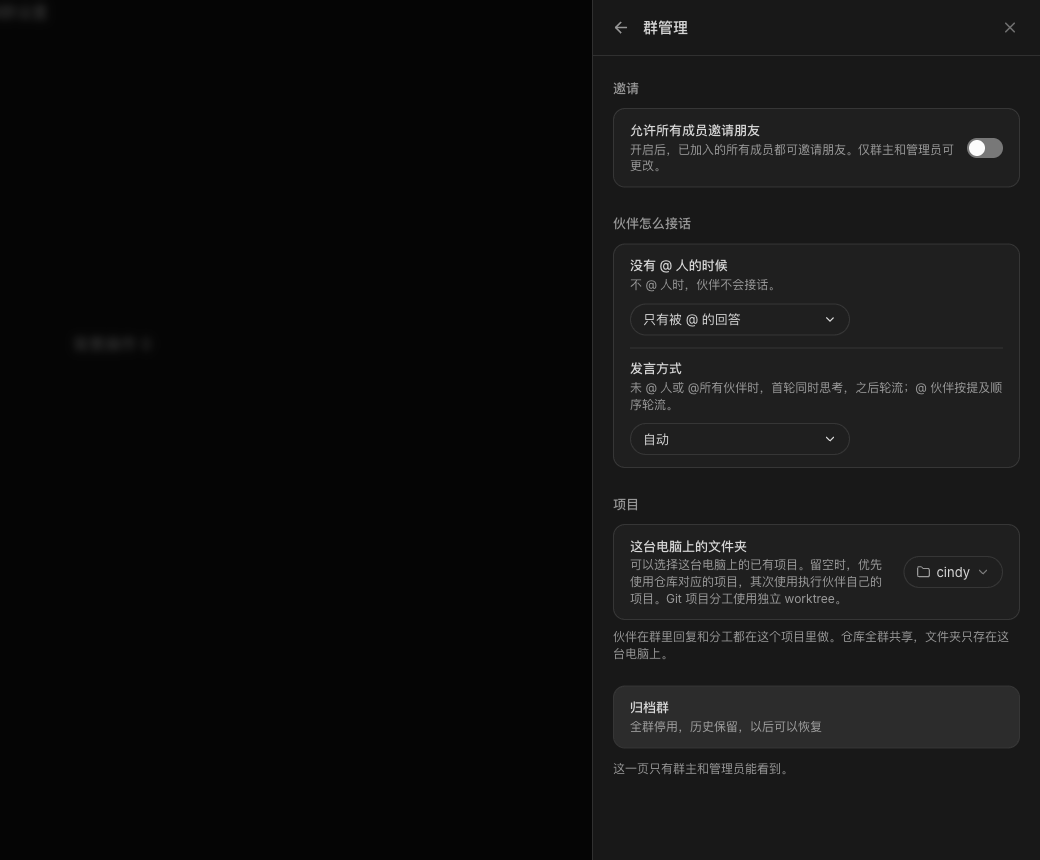 群管理
邀请
允许所有成员邀请朋友
开启后，已加入的所有成员都可邀请朋友。仅群主和管理员可
更改。
伙伴怎么接话
没有 @ 人的时候
不 @ 人时，伙伴不会接话。
只有被 @ 的回答
发言方式
未 @ 人或 @所有伙伴时，首轮同时思考，之后轮流；@ 伙伴按提及顺
序轮流。
自动
项目
这台电脑上的文件夹
可以选择这台电脑上的已有项目。留空时，优先
使用仓库对应的项目，其次使用执行伙伴自己的
项目。Git 项目分工使用独立 worktree。
cindy
伙伴在群里回复和分工都在这个项目里做。仓库全群共享，文件夹只存在这
台电脑上。
归档群
全群停用，历史保留，以后可以恢复
这一页只有群主和管理员能看到。